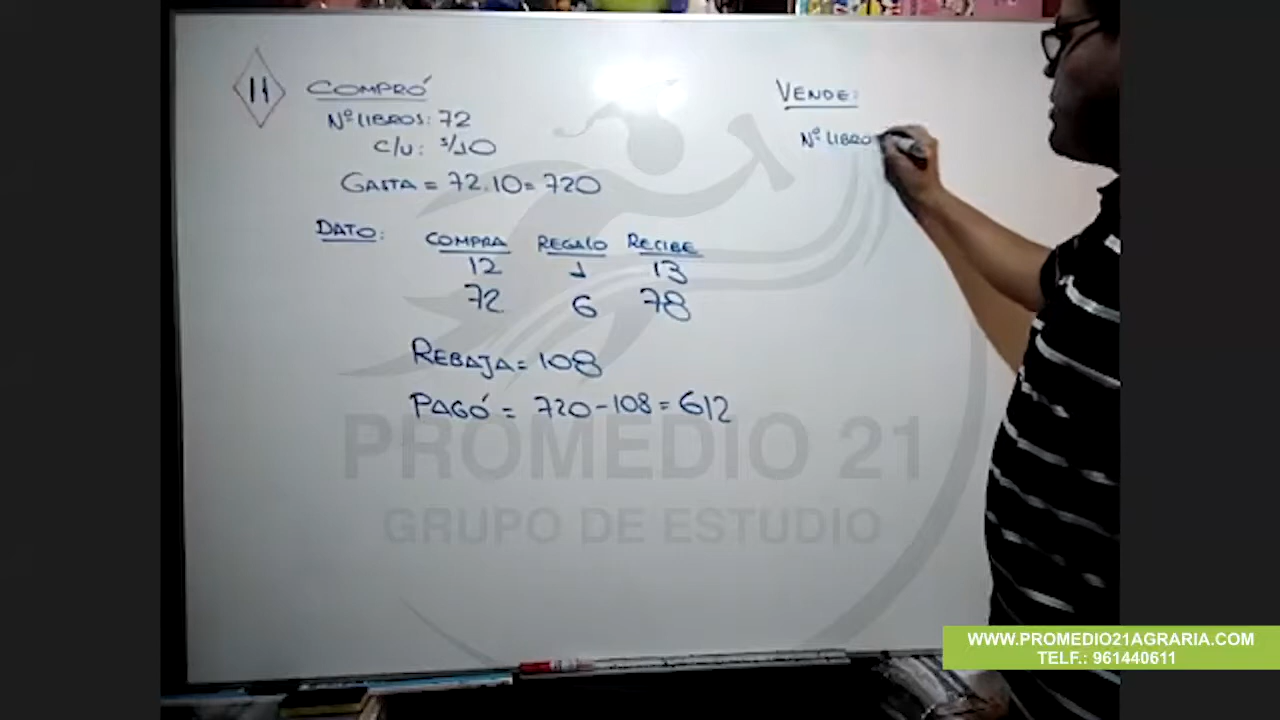 11
COMPRÓ
Nº LIBROS: 72
C/U: S/10
GASTA = 72.10 = 720
DATO:
COMPRA REGALO RECIBE
12 1 13
72 6 78
REBAJA = 108
PAGÓ = 720 - 108 = 612
VENDE:
Nº LIBRO
PROMEDIO 21
GRUPO DE ESTUDIO
WWW.PROMEDIO21AGRARIA.COM
TELF.: 961440611